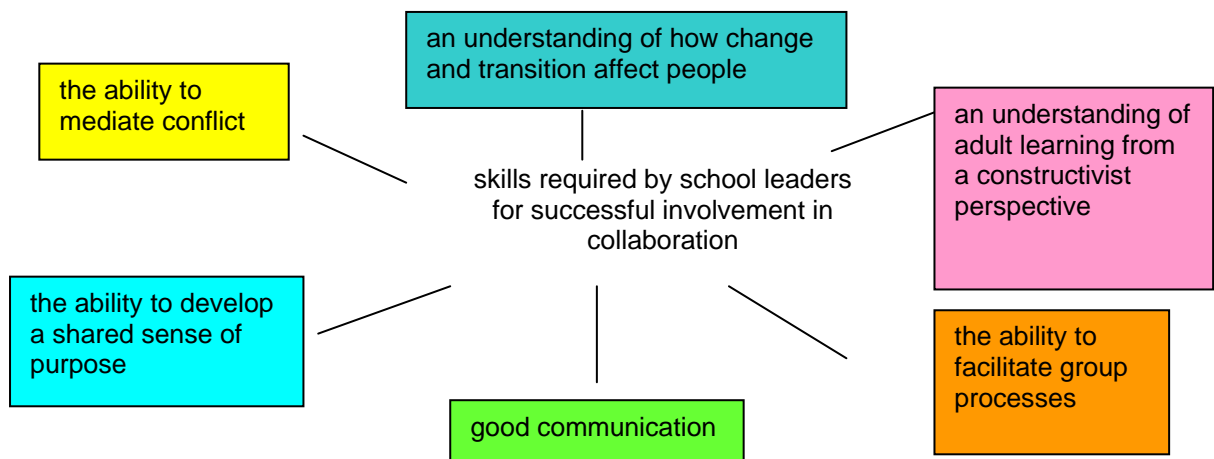 an understanding of how change
and transition affect people
the ability to
mediate conflict
an understanding of
adult learning from
a constructivist
perspective
skills required by school leaders
for successful involvement in
collaboration
the ability to develop
a shared sense of
purpose
the ability to
facilitate group
processes
good communication